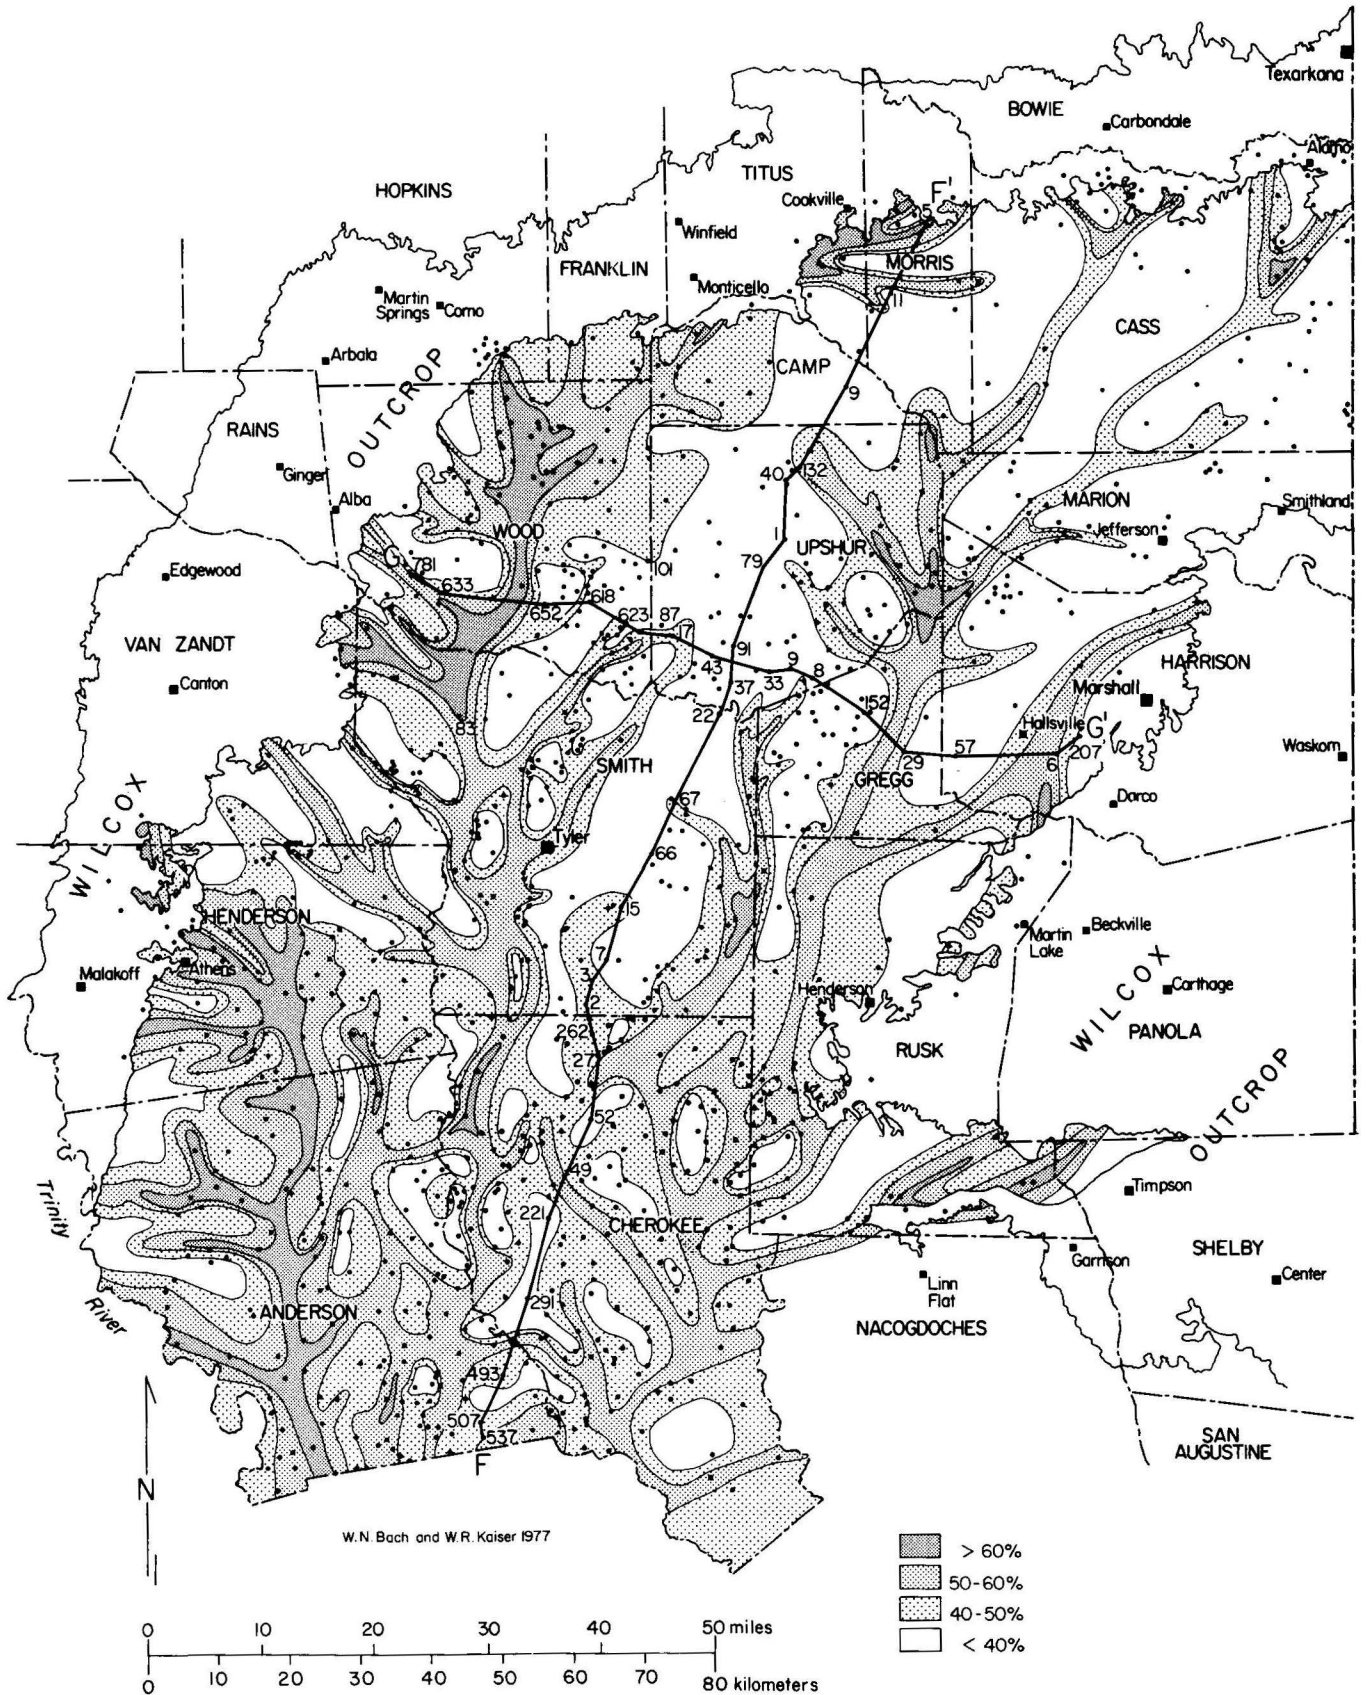 Texarkana
BOWIE
Carbondale
Alamo
TITUS
HOPKINS
Cookville
F'
5
Winfield
FRANKLIN
MORRIS
Monticello
Martin
Springs
Como
11
CASS
Arbala
CAMP
OUTCROP
9
RAINS
Ginger
40
132
Alba
MARION
Smithland
WOOD
Jefferson
1
UPSHUR
G
781
101
79
Edgewood
633
652
618
623
87
17
VAN ZANDT
91
43
9
HARRISON
33
8
Canton
37
Marshall
22
152
83
Hallsville
G'
207
57
6
29
Waskom
SMITH
GREGG
WILCOX
67
Darco
Tyler
66
HENDERSON
15
Martin
Lake
Beckville
7
Malakoff
Athens
3
Henderson
Carthage
2
WILCOX
262
PANOLA
27
RUSK
OUTCROP
52
49
Timpson
Trinity
221
CHEROKEE
SHELBY
Garrison
Center
Linn
Flat
River
291
ANDERSON
NACOGDOCHES
493
507
537
SAN
AUGUSTINE
F
N
W.N. Bach and W.R. Kaiser 1977
> 60%
50-60%
40-50%
< 40%
0 10 20 30 40 50 miles
0 10 20 30 40 50 60 70 80 kilometers